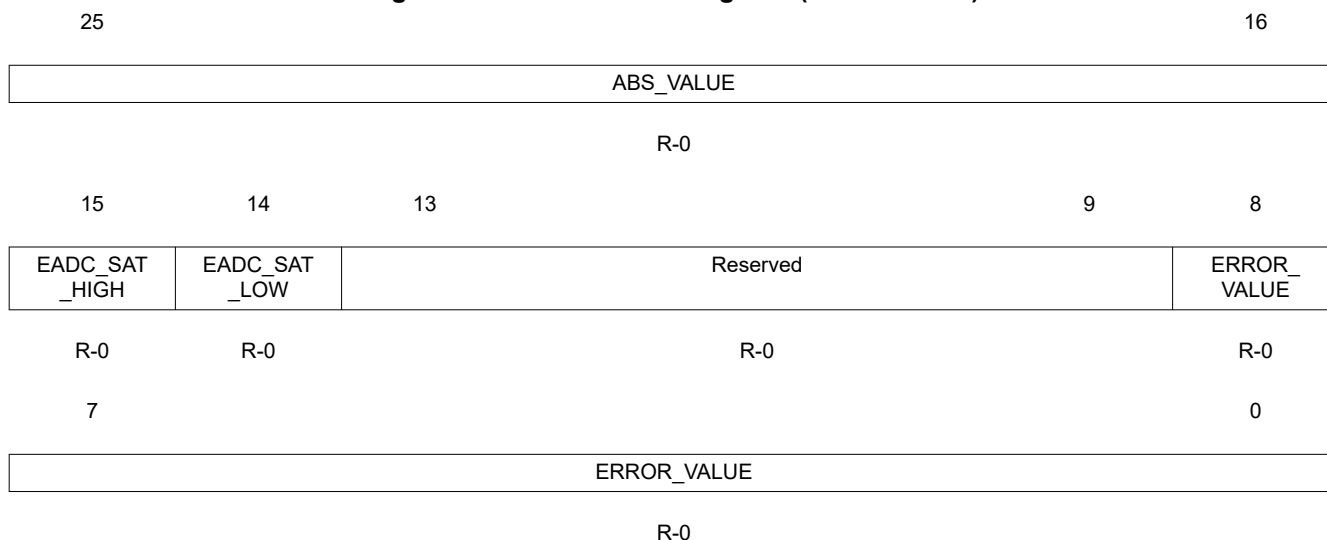 25 16
ABS_VALUE
R-0
15 14 13 9 8
EADC_SAT _HIGH EADC_SAT _LOW Reserved ERROR_ VALUE
R-0 R-0 R-0 R-0
7 0
ERROR_VALUE
R-0